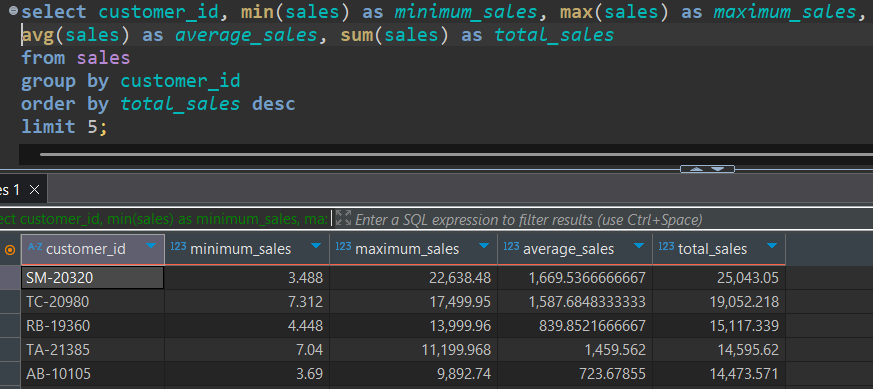 select customer_id, min(sales) as minimum_sales, max(sales) as maximum_sales,
avg(sales) as average_sales, sum(sales) as total_sales
from sales
group by customer_id
order by total_sales desc
limit 5;
es 1
ect customer_id, min(sales) as minimum_sales, ma: Enter a SQL expression to filter results (use Ctrl+Space)
A-Z customer_id 123 minimum_sales 123 maximum_sales 123 average_sales 123 total_sales
SM-20320 3.488 22,638.48 1,669.5366666667 25,043.05
TC-20980 7.312 17,499.95 1,587.6848333333 19,052.218
RB-19360 4.448 13,999.96 839.8521666667 15,117.339
TA-21385 7.04 11,199.968 1,459.562 14,595.62
AB-10105 3.69 9,892.74 723.67855 14,473.571